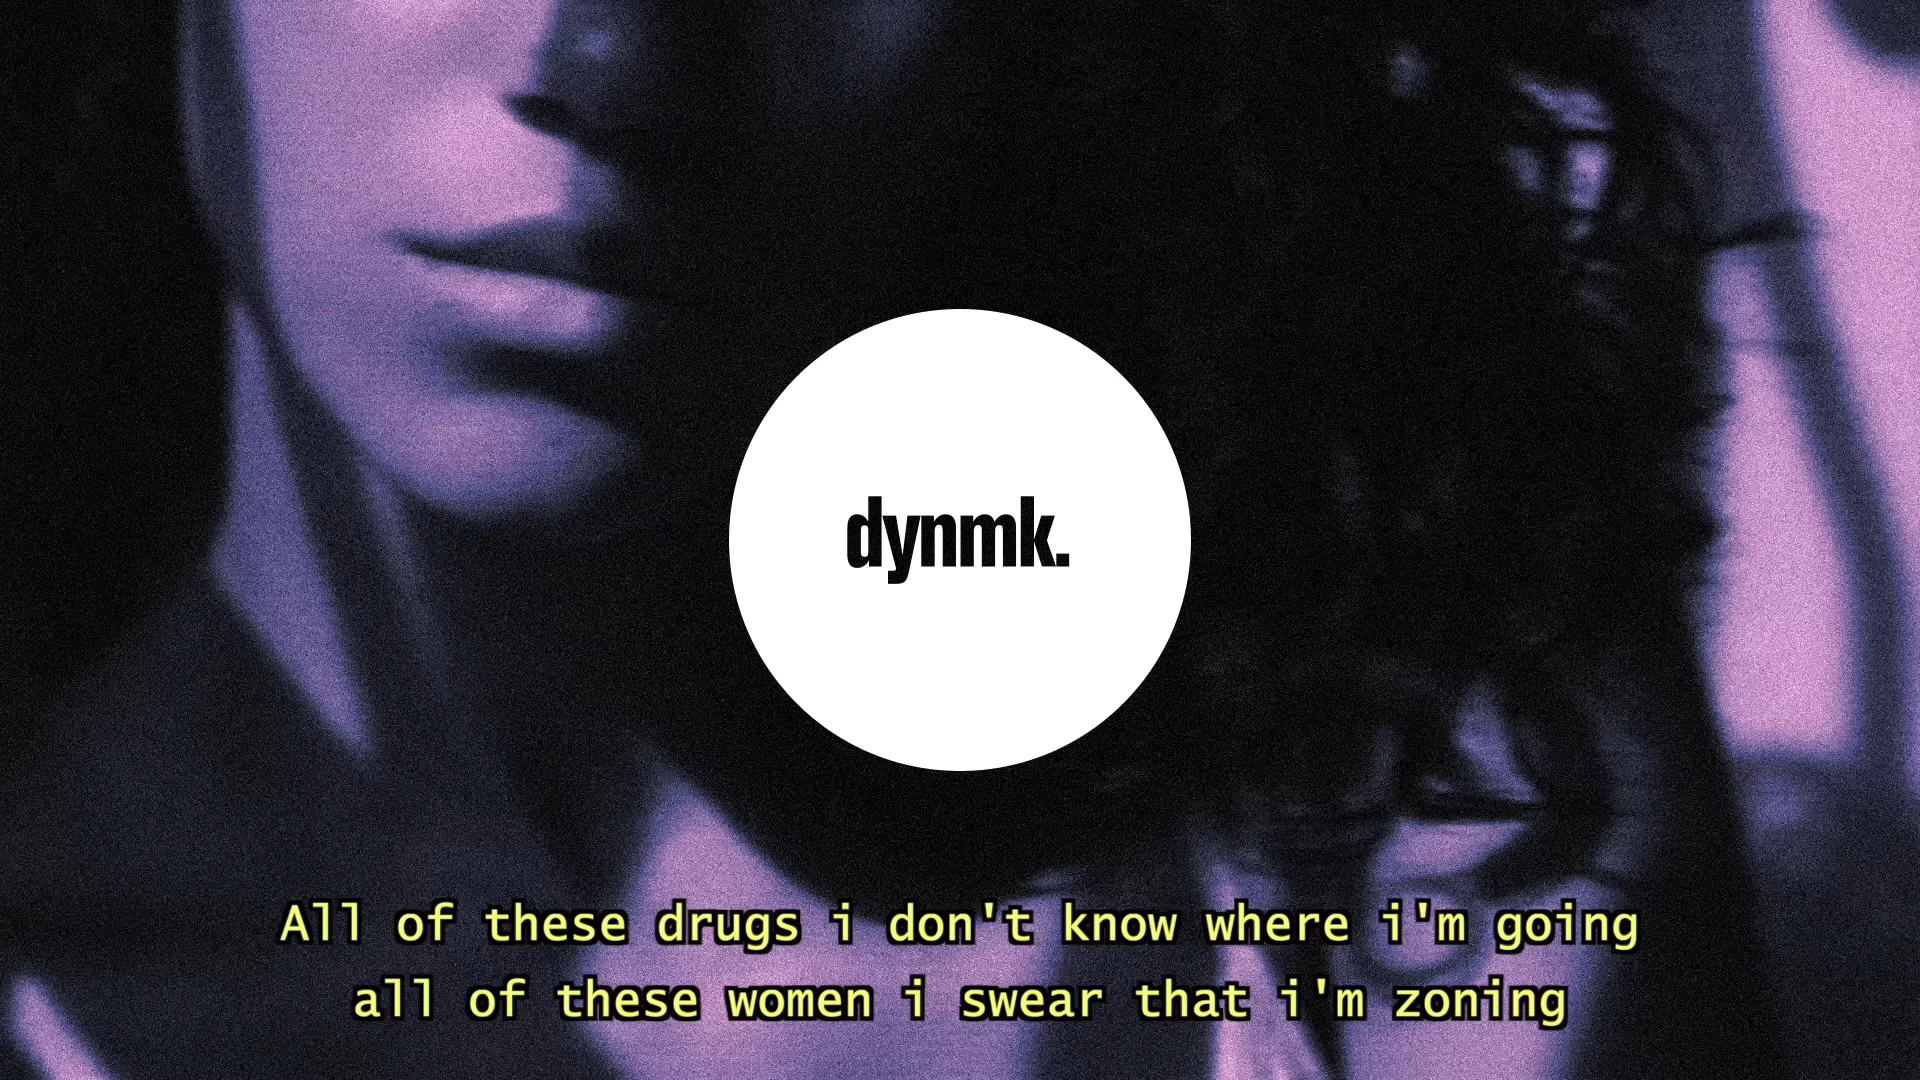 dynmk.
All of these drugs i don't know where i'm going
all of these women i swear that i'm zoning